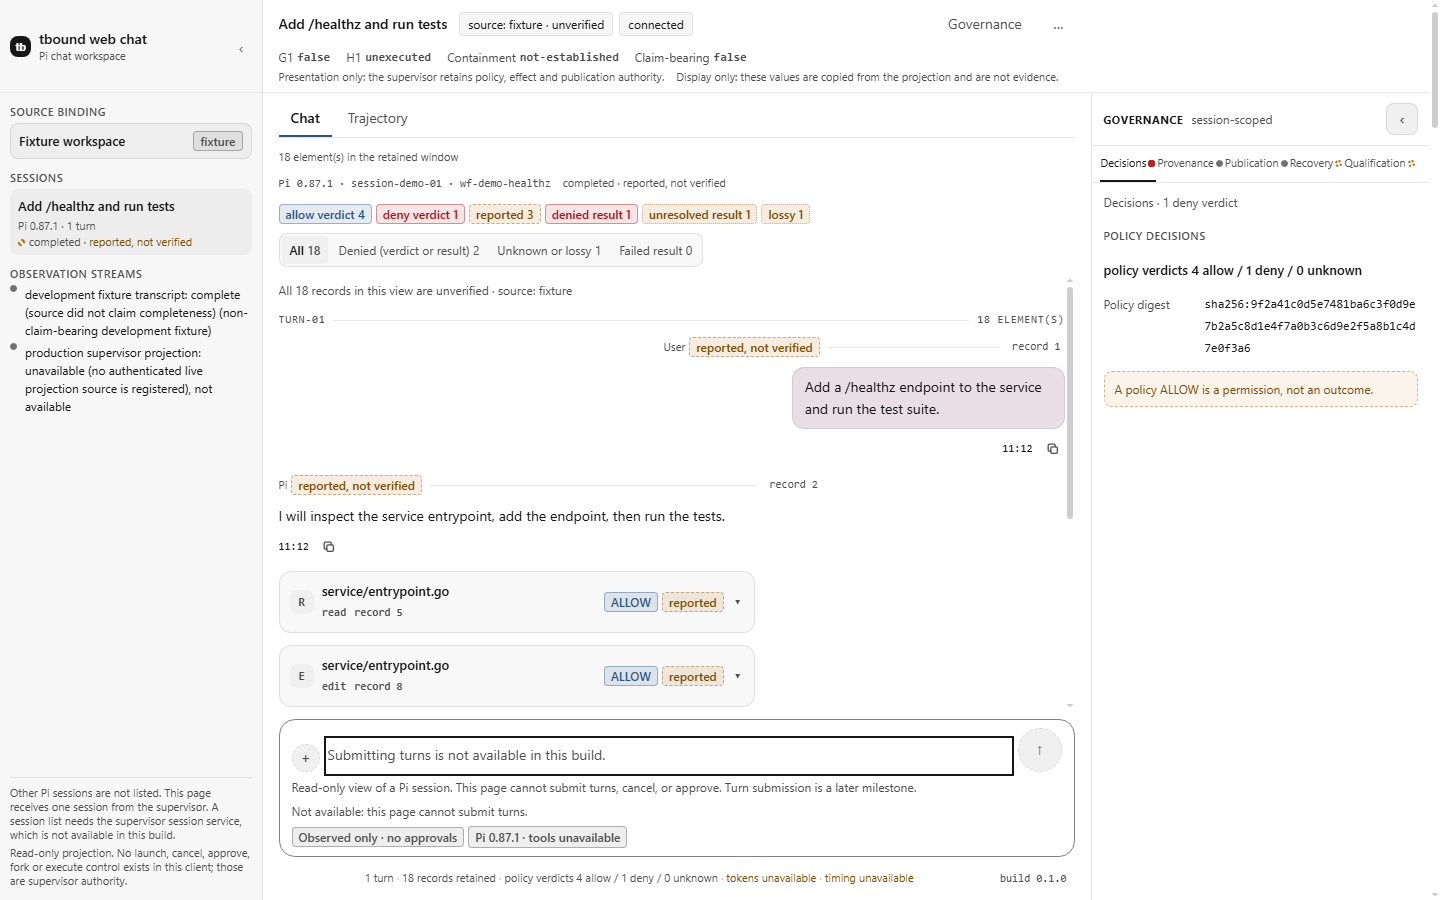 tb
tbound web chat
Pi chat workspace
‹
SOURCE BINDING
Fixture workspace fixture
SESSIONS
Add /healthz and run tests
Pi 0.87.1 · 1 turn
completed · reported, not verified
OBSERVATION STREAMS
development fixture transcript: complete
(source did not claim completeness) (non-
claim-bearing development fixture)
production supervisor projection:
unavailable (no authenticated live
projection source is registered), not
available
Other Pi sessions are not listed. This page
receives one session from the supervisor. A
session list needs the supervisor session service,
which is not available in this build.
Read-only projection. No launch, cancel, approve,
fork or execute control exists in this client; those
are supervisor authority.
Add /healthz and run tests source: fixture · unverified connected Governance ...
G1 false H1 unexecuted Containment not-established Claim-bearing false
Presentation only: the supervisor retains policy, effect and publication authority. Display only: these values are copied from the projection and are not evidence.
Chat Trajectory
18 element(s) in the retained window
Pi 0.87.1 · session-demo-01 · wf-demo-healthz completed · reported, not verified
allow verdict 4 deny verdict 1 reported 3 denied result 1 unresolved result 1 lossy 1
All 18 Denied (verdict or result) 2 Unknown or lossy 1 Failed result 0
All 18 records in this view are unverified · source: fixture
TURN-01 18 ELEMENT(S)
User reported, not verified record 1
Add a /healthz endpoint to the service
and run the test suite.
11:12
Pi reported, not verified record 2
I will inspect the service entrypoint, add the endpoint, then run the tests.
11:12
R service/entrypoint.go ALLOW reported ▾
read record 5
E service/entrypoint.go ALLOW reported ▾
edit record 8
+ Submitting turns is not available in this build. ↑
Read-only view of a Pi session. This page cannot submit turns, cancel, or approve. Turn submission is a later milestone.
Not available: this page cannot submit turns.
Observed only · no approvals Pi 0.87.1 · tools unavailable
1 turn · 18 records retained · policy verdicts 4 allow / 1 deny / 0 unknown · tokens unavailable · timing unavailable build 0.1.0
GOVERNANCE session-scoped ‹
Decisions Provenance Publication Recovery Qualification
Decisions · 1 deny verdict
POLICY DECISIONS
policy verdicts 4 allow / 1 deny / 0 unknown
Policy digest sha256:9f2a41c0d5e7481ba6c3f0d9e
7b2a5c8d1e4f7a0b3c6d9e2f5a8b1c4d
7e0f3a6
A policy ALLOW is a permission, not an outcome.